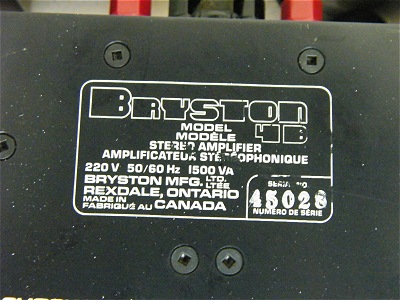 BRYSTON
MODEL
MODÈLE 4B
STEREO AMPLIFIER
AMPLIFICATEUR STÉRÉOPHONIQUE
220 V 50/60 Hz 1500 VA
BRYSTON MFG. LTD. LTÉE.
REXDALE, ONTARIO
MADE IN
FABRIQUÉ AU CANADA
SERIAL NO
45028
NUMÉRO DE SÉRIE